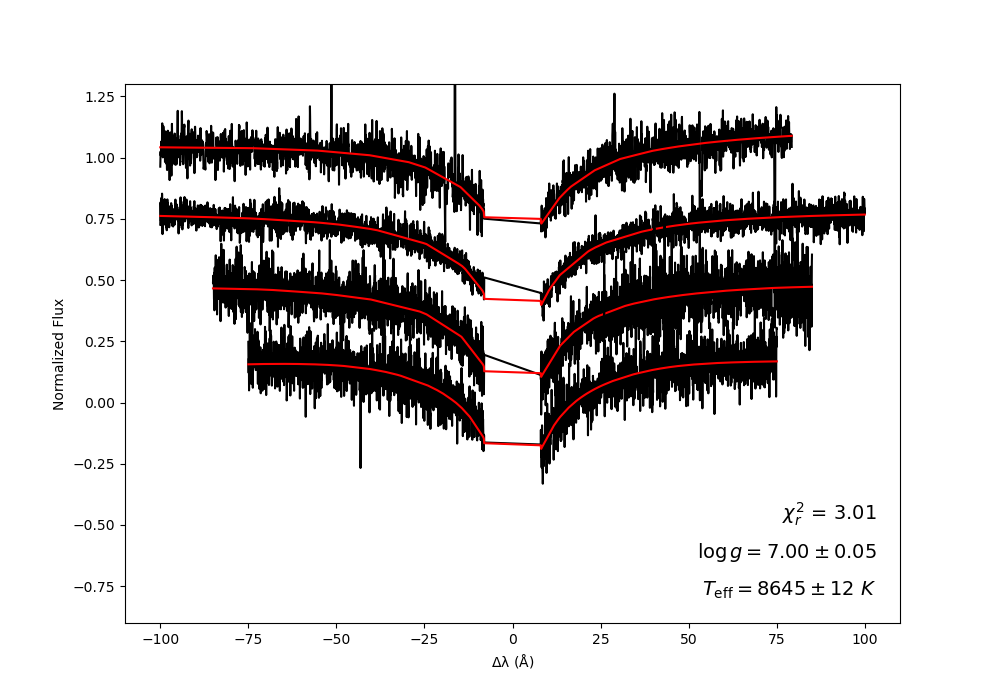 1.25
1.00
0.75
0.50
0.25
0.00
−0.25
−0.50
−0.75
Normalized Flux
χ²ᵣ = 3.01
log g = 7.00 ± 0.05
T_eff = 8645 ± 12 K
−100 −75 −50 −25 0 25 50 75 100
Δλ (Å)